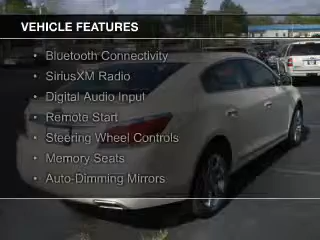 VEHICLE FEATURES
• Bluetooth Connectivity
• SiriusXM Radio
• Digital Audio Input
• Remote Start
• Steering Wheel Controls
• Memory Seats
• Auto-Dimming Mirrors